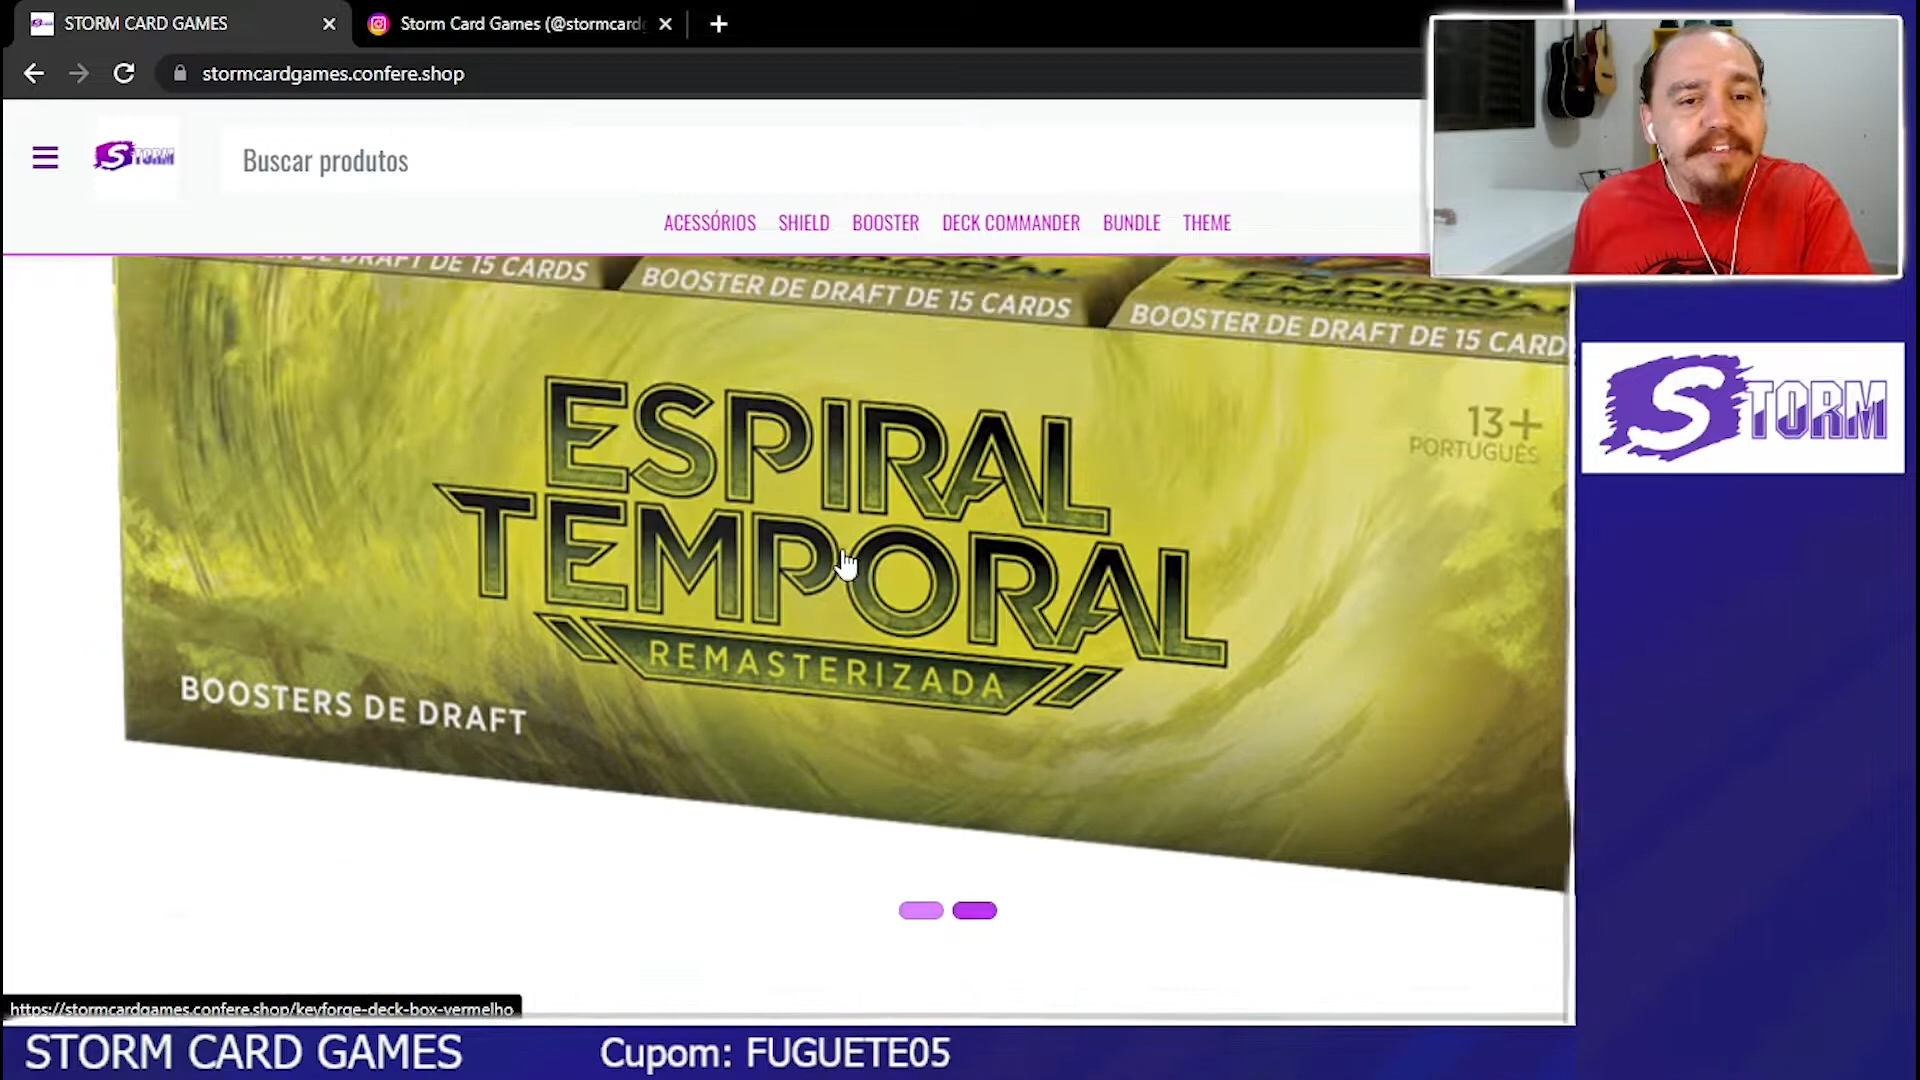 STORM CARD GAMES
Storm Card Games (@stormcard
stormcardgames.confere.shop
STORM
Buscar produtos
ACESSÓRIOS SHIELD BOOSTER DECK COMMANDER BUNDLE THEME
DE DRAFT DE 15 CARDS
BOOSTER DE DRAFT DE 15 CARDS
BOOSTER DE DRAFT DE 15 CARD
13+
PORTUGUÊS
ESPIRAL
TEMPORAL
REMASTERIZADA
BOOSTERS DE DRAFT
STORM
https://stormcardgames.confere.shop/keyforge-deck-box-vermelho
STORM CARD GAMES
Cupom: FUGUETE05